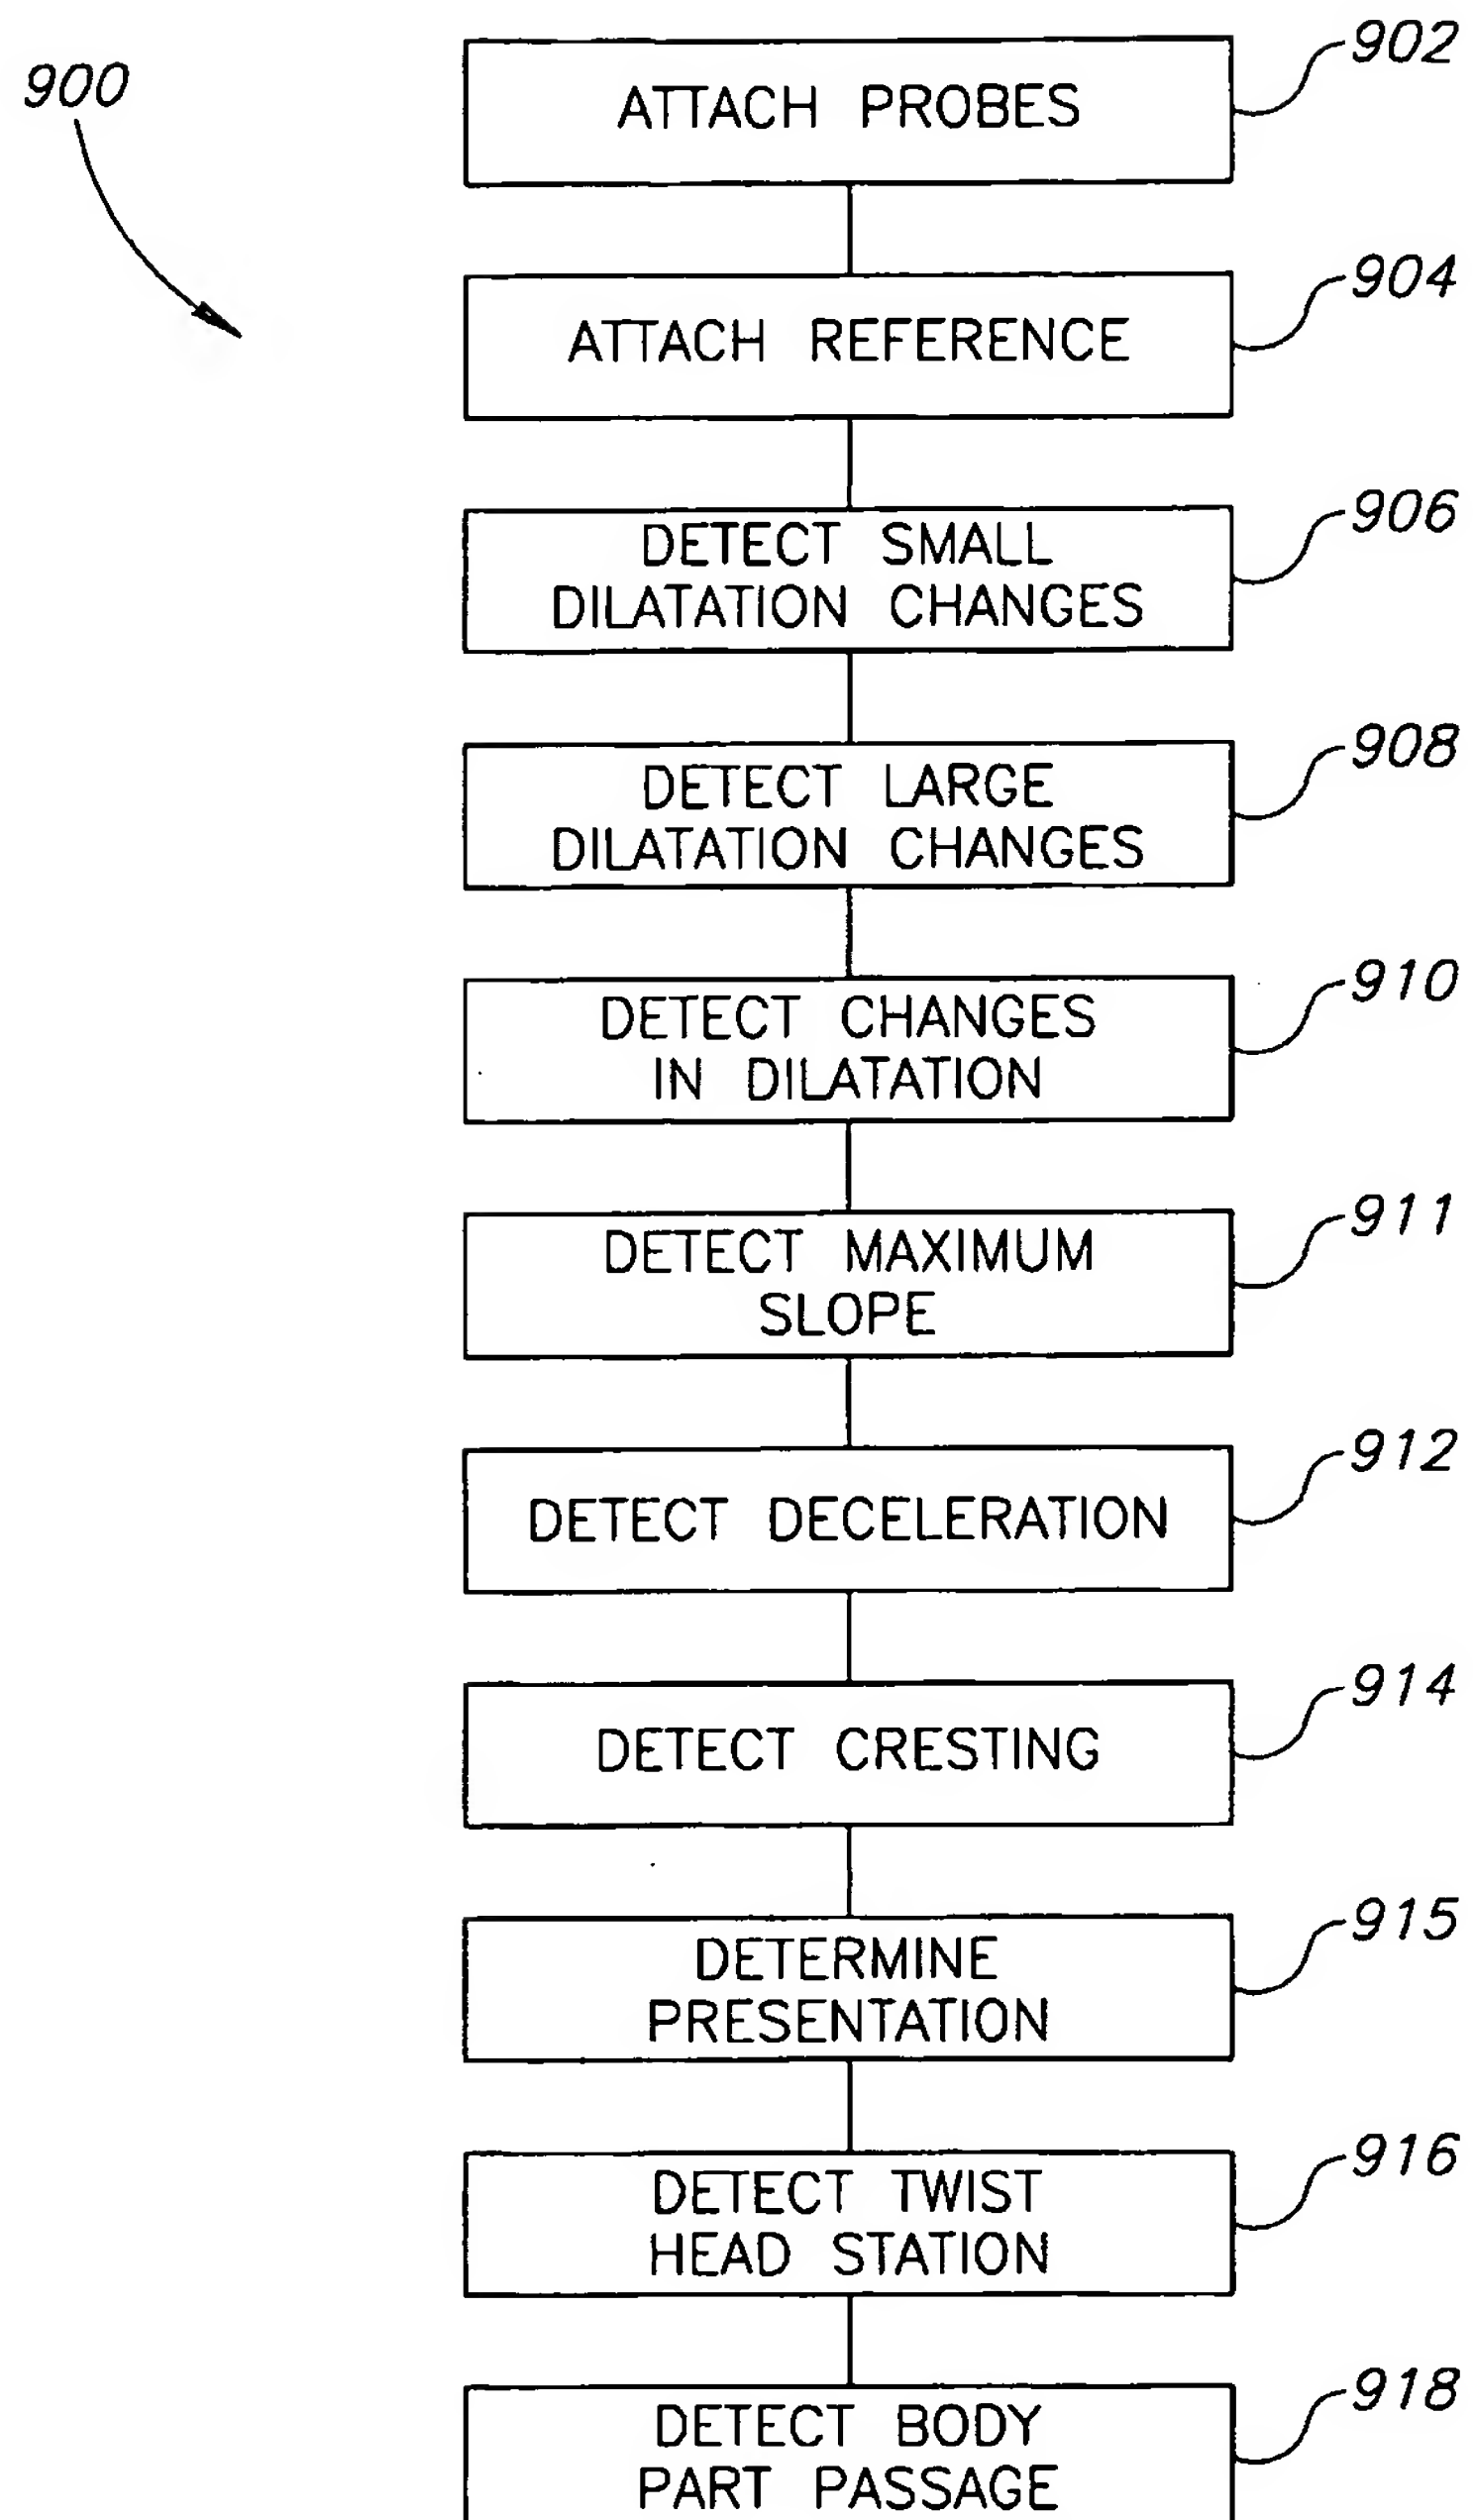 900
902
ATTACH PROBES
904
ATTACH REFERENCE
906
DETECT SMALL
DILATATION CHANGES
908
DETECT LARGE
DILATATION CHANGES
910
DETECT CHANGES
IN DILATATION
911
DETECT MAXIMUM
SLOPE
912
DETECT DECELERATION
914
DETECT CRESTING
915
DETERMINE
PRESENTATION
916
DETECT TWIST
HEAD STATION
918
DETECT BODY
PART PASSAGE